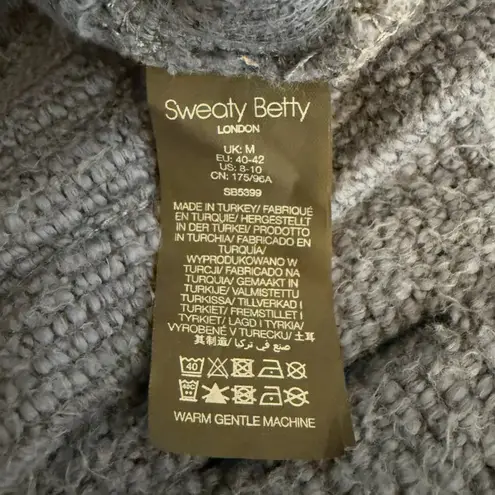 Sweaty Betty
LONDON
UK: M
EU: 40-42
US: 8-10
CN: 175/96A
SB5399
MADE IN TURKEY/ FABRIQUÉ
EN TURQUIE/ HERGESTELLT
IN DER TÜRKEI/ PRODOTTO
IN TURCHIA/ FABRICADO EN
TURQUÍA/
WYPRODUKOWANO W
TURCJI/ FABRICADO NA
TURQUIA/ GEMAAKT IN
TURKIJE/ VALMISTETTU
TURKISSA/ TILLVERKAD I
TURKIET/ FREMSTILLET I
TYRKIET/ LAGD I TYRKIA/
VYROBENÉ V TURECKU/ 土耳
其制造/ صنع في تركيا
40
40C
WARM GENTLE MACHINE